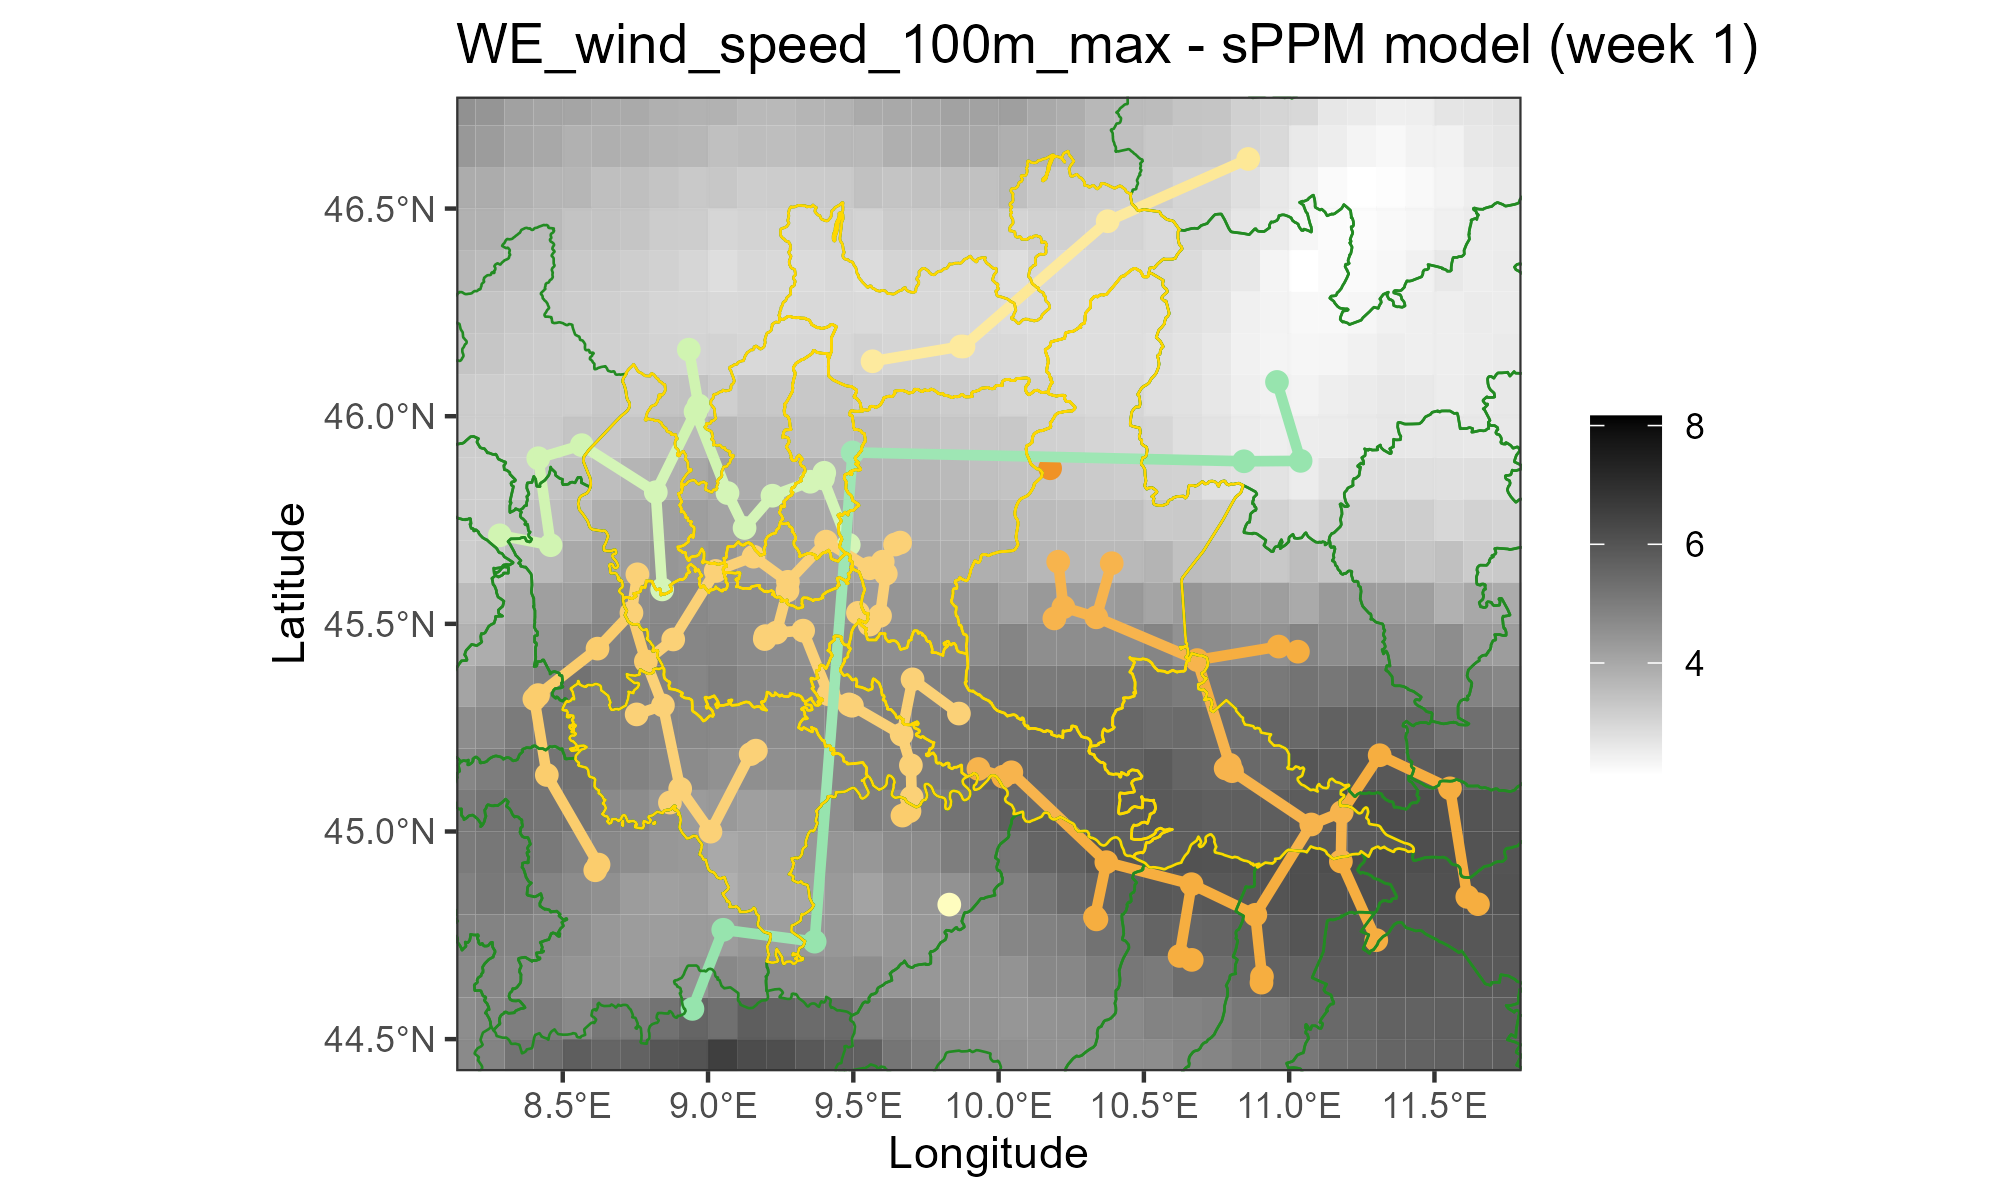 WE_wind_speed_100m_max - sPPM model (week 1)
46.5°N
46.0°N
45.5°N
45.0°N
44.5°N
Latitude
8.5°E 9.0°E 9.5°E 10.0°E 10.5°E 11.0°E 11.5°E
Longitude
8
6
4